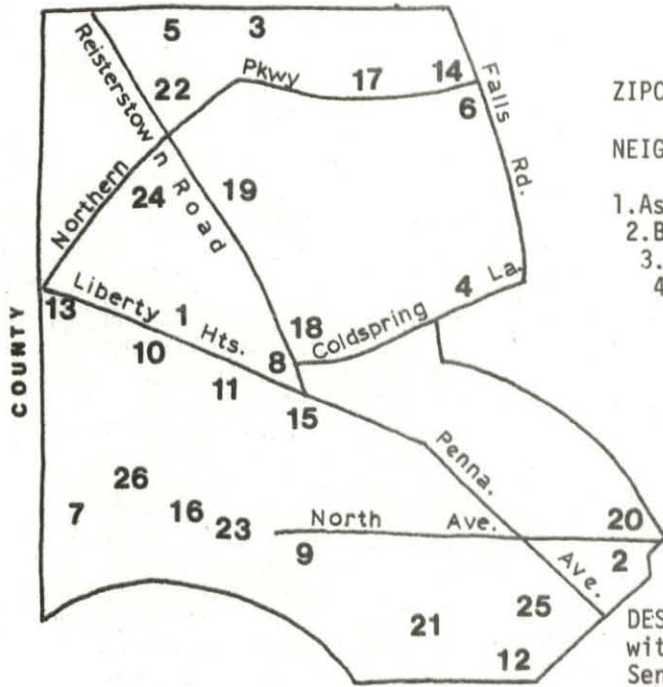 5 3
Reisterstown Road
22
Pkwy
17
14
Falls Rd.
6
ZIPC
NEIG
Northern
24
19
1.As
2.B
3.
4
13
Liberty Hts.
1
4
La.
18
Coldspring
10
8
11
15
COUNTY
Penna. Ave.
26
7
16
23
North Ave.
20
9
2
25
21
12
DES
wit
Ser